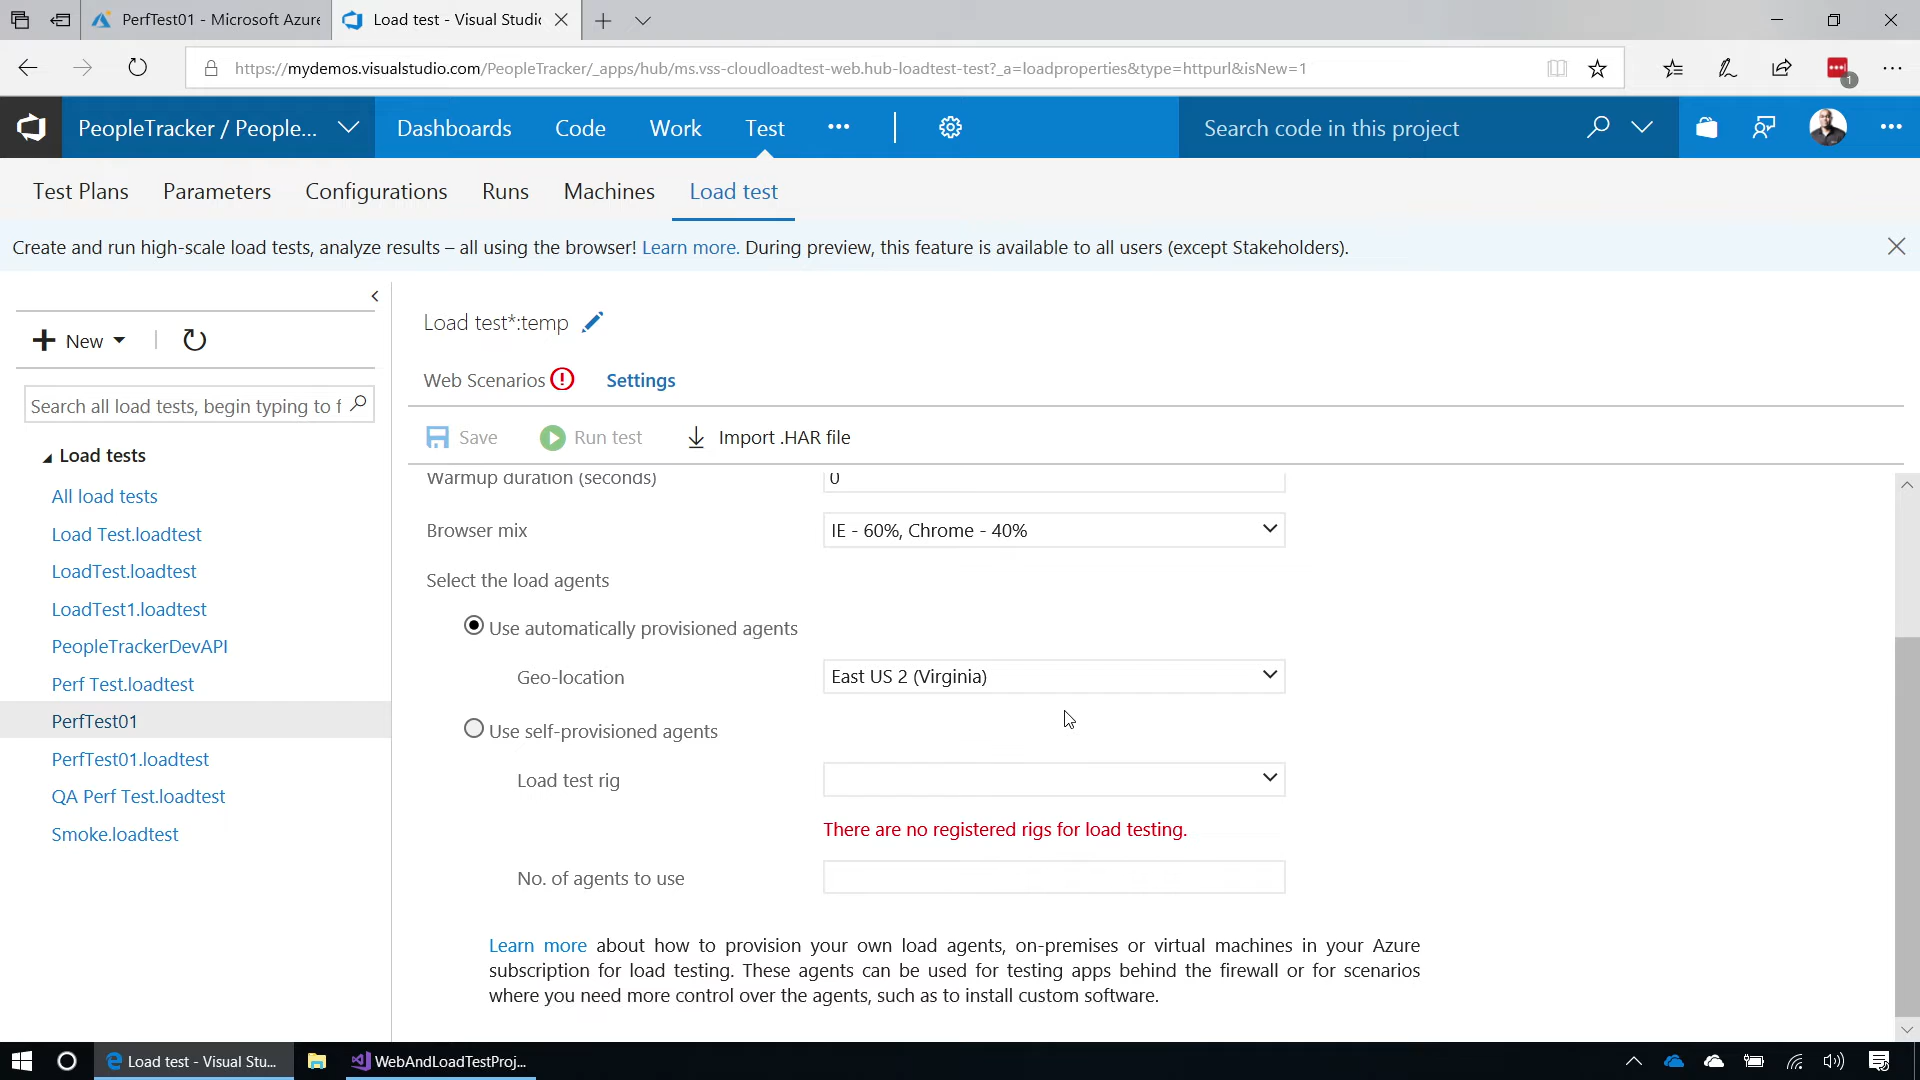 PerfTest01 - Microsoft Azure
Load test - Visual Studio
https://mydemos.visualstudio.com/PeopleTracker/_apps/hub/ms.vss-cloudloadtest-web.hub-loadtest-test?_a=loadproperties&type=httpurl&isNew=1
1
PeopleTracker / People...
Dashboards
Code
Work
Test
Search code in this project
Test Plans
Parameters
Configurations
Runs
Machines
Load test
Create and run high-scale load tests, analyze results – all using the browser! Learn more. During preview, this feature is available to all users (except Stakeholders).
New
Search all load tests, begin typing to f
Load tests
All load tests
Load Test.loadtest
LoadTest.loadtest
LoadTest1.loadtest
PeopleTrackerDevAPI
Perf Test.loadtest
PerfTest01
PerfTest01.loadtest
QA Perf Test.loadtest
Smoke.loadtest
Load test*:temp
Web Scenarios
Settings
Save
Run test
Import .HAR file
Warmup duration (seconds)
0
Browser mix
IE - 60%, Chrome - 40%
Select the load agents
Use automatically provisioned agents
Geo-location
East US 2 (Virginia)
Use self-provisioned agents
Load test rig
There are no registered rigs for load testing.
No. of agents to use
Learn more about how to provision your own load agents, on-premises or virtual machines in your Azure
subscription for load testing. These agents can be used for testing apps behind the firewall or for scenarios
where you need more control over the agents, such as to install custom software.
Load test - Visual Stu...
WebAndLoadTestProj...